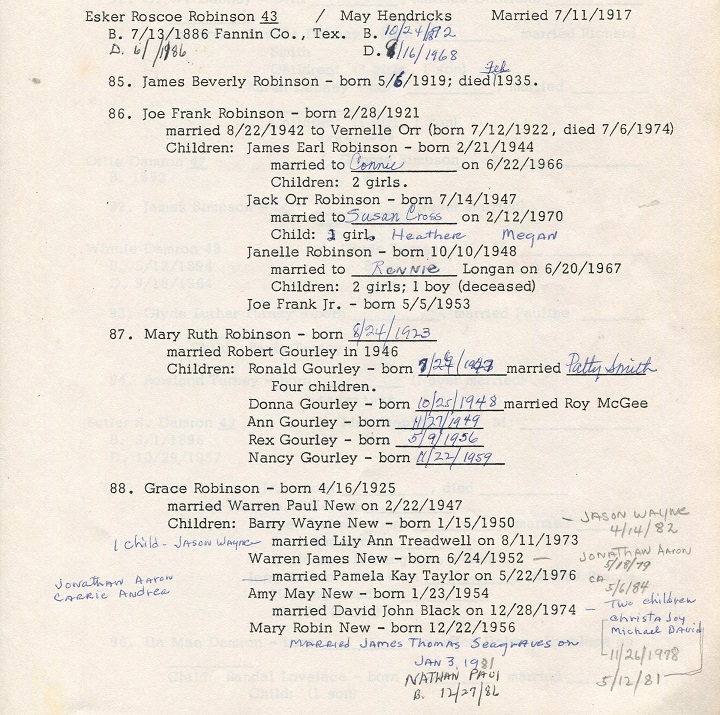 Esker Roscoe Robinson 43 / May Hendricks Married 7/11/1917
B. 7/13/1886 Fannin Co., Tex. B. 10/24/1892
D. 6/ /1986 D. 8/16/1968
85. James Beverly Robinson - born 5/6/1919; died Feb 1935.
86. Joe Frank Robinson - born 2/28/1921
married 8/22/1942 to Vernelle Orr (born 7/12/1922, died 7/6/1974)
Children: James Earl Robinson - born 2/21/1944
married to Connie on 6/22/1966
Children: 2 girls.
Jack Orr Robinson - born 7/14/1947
married to Susan Cross on 2/12/1970
Child: girl. Heather Megan
Janelle Robinson - born 10/10/1948
married to Ronnie Longan on 6/20/1967
Children: 2 girls; 1 boy (deceased)
Joe Frank Jr. - born 5/5/1953
87. Mary Ruth Robinson - born 8/24/1923
married Robert Gourley in 1946
Children: Ronald Gourley - born married Patty Smith
Four children.
Donna Gourley - born 10/25/1948 married Roy McGee
Ann Gourley - born 11/27/1949
Rex Gourley - born 5/9/1956
Nancy Gourley - born 11/22/1959
88. Grace Robinson - born 4/16/1925
married Warren Paul New on 2/22/1947
Children: Barry Wayne New - born 1/15/1950 - JASON WAYNE
4/14/82
1 child - JASON WAYNE married Lily Ann Treadwell on 8/11/1973
Warren James New - born 6/24/1952 - JONATHAN AARON
5/18/79
JONATHAN AARON married Pamela Kay Taylor on 5/22/1976 CA
CARRIE ANDREA 5/6/84
Amy May New - born 1/23/1954
married David John Black on 12/28/1974 - Two children
Christa Joy
Mary Robin New - born 12/22/1956 Michael David
MARRIED James Thomas Seagraves on 11/26/1978
JAN 3, 1981 5/12/81
NATHAN PAUL
B. 12/27/86